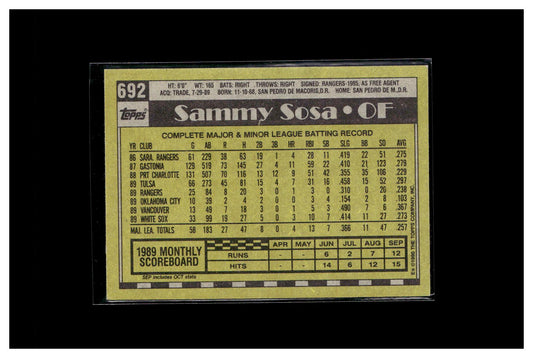 692
HT: 6'0" WT: 165 BATS: RIGHT THROWS: RIGHT SIGNED: RANGERS-1985, AS FREE AGENT
ACQ: TRADE, 7-29-89 BORN: 11-10-68, SAN PEDRO DE MACORIS, D.R. HOME: SAN PEDRO DE M., D.R.
TOPPS Sammy Sosa • OF
COMPLETE MAJOR & MINOR LEAGUE BATTING RECORD
YR CLUB G AB R H 2B 3B HR RBI SB SLG BB SO AVG
86 SARA. RANGERS 61 229 38 63 19 1 4 28 11 .419 22 51 .275
87 GASTONIA 129 519 73 145 27 4 11 59 22 .410 21 123 .279
88 PRT CHARLOTTE 131 507 70 116 13 12 9 51 42 .355 35 106 .229
89 TULSA 66 273 45 81 15 4 7 31 16 .458 15 52 .297
89 RANGERS 25 84 8 20 3 0 1 3 0 .310 0 20 .238
89 OKLAHOMA CITY 10 39 2 4 2 0 0 3 4 .154 2 8 .103
89 VANCOUVER 13 49 7 18 3 0 1 5 3 .490 7 6 .367
89 WHITE SOX 33 99 19 27 5 0 3 10 7 .414 11 27 .273
MAJ. LEA. TOTALS 58 183 27 47 8 0 4 13 7 .366 11 47 .257
1989 MONTHLY SCOREBOARD
SEP includes OCT stats
APR MAY JUN JUL AUG SEP
RUNS - - 6 2 7 12
HITS - - 14 6 12 15
©1990 THE TOPPS COMPANY, INC.